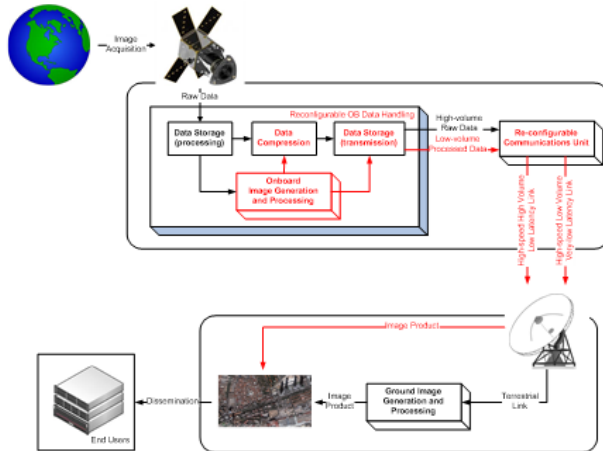 Image
Acquisition
Raw Data
Reconfigurable OB Data Handling
Data Storage
(processing)
Data
Compression
Data Storage
(transmission)
High-volume
Raw Data
Low-volume
Processed Data
Re-configurable
Communications Unit
Onboard
Image Generation
and Processing
High-speed High Volume
Low Latency Link
High-speed Low Volume
Very-low Latency Link
Image Product
Dissemination
Image
Product
Ground Image
Generation and
Processing
Terrestrial
Link
End Users